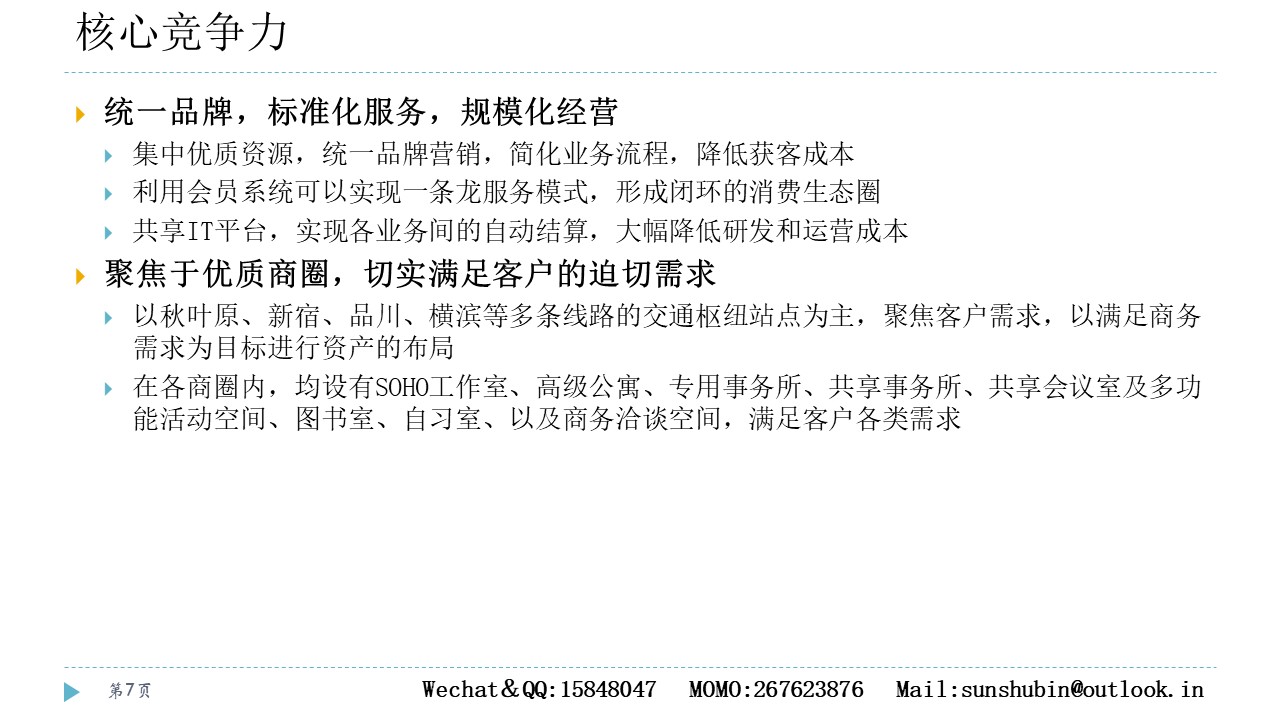 核心竞争力
统一品牌，标准化服务，规模化经营
集中优质资源，统一品牌营销，简化业务流程，降低获客成本
利用会员系统可以实现一条龙服务模式，形成闭环的消费生态圈
共享IT平台，实现各业务间的自动结算，大幅降低研发和运营成本
聚焦于优质商圈，切实满足客户的迫切需求
以秋叶原、新宿、品川、横滨等多条线路的交通枢纽站点为主，聚焦客户需求，以满足商务
需求为目标进行资产的布局
在各商圈内，均设有SOHO工作室、高级公寓、专用事务所、共享事务所、共享会议室及多功
能活动空间、图书室、自习室、以及商务洽谈空间，满足客户各类需求
第7页
Wechat＆QQ:15848047 MOMO:267623876 Mail:sunshubin@outlook.in